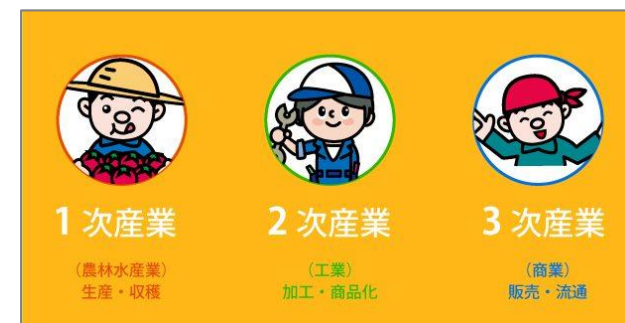 1 次産業
(農林水産業)
生産・収穫
2 次産業
(工業)
加工・商品化
3 次産業
(商業)
販売・流通